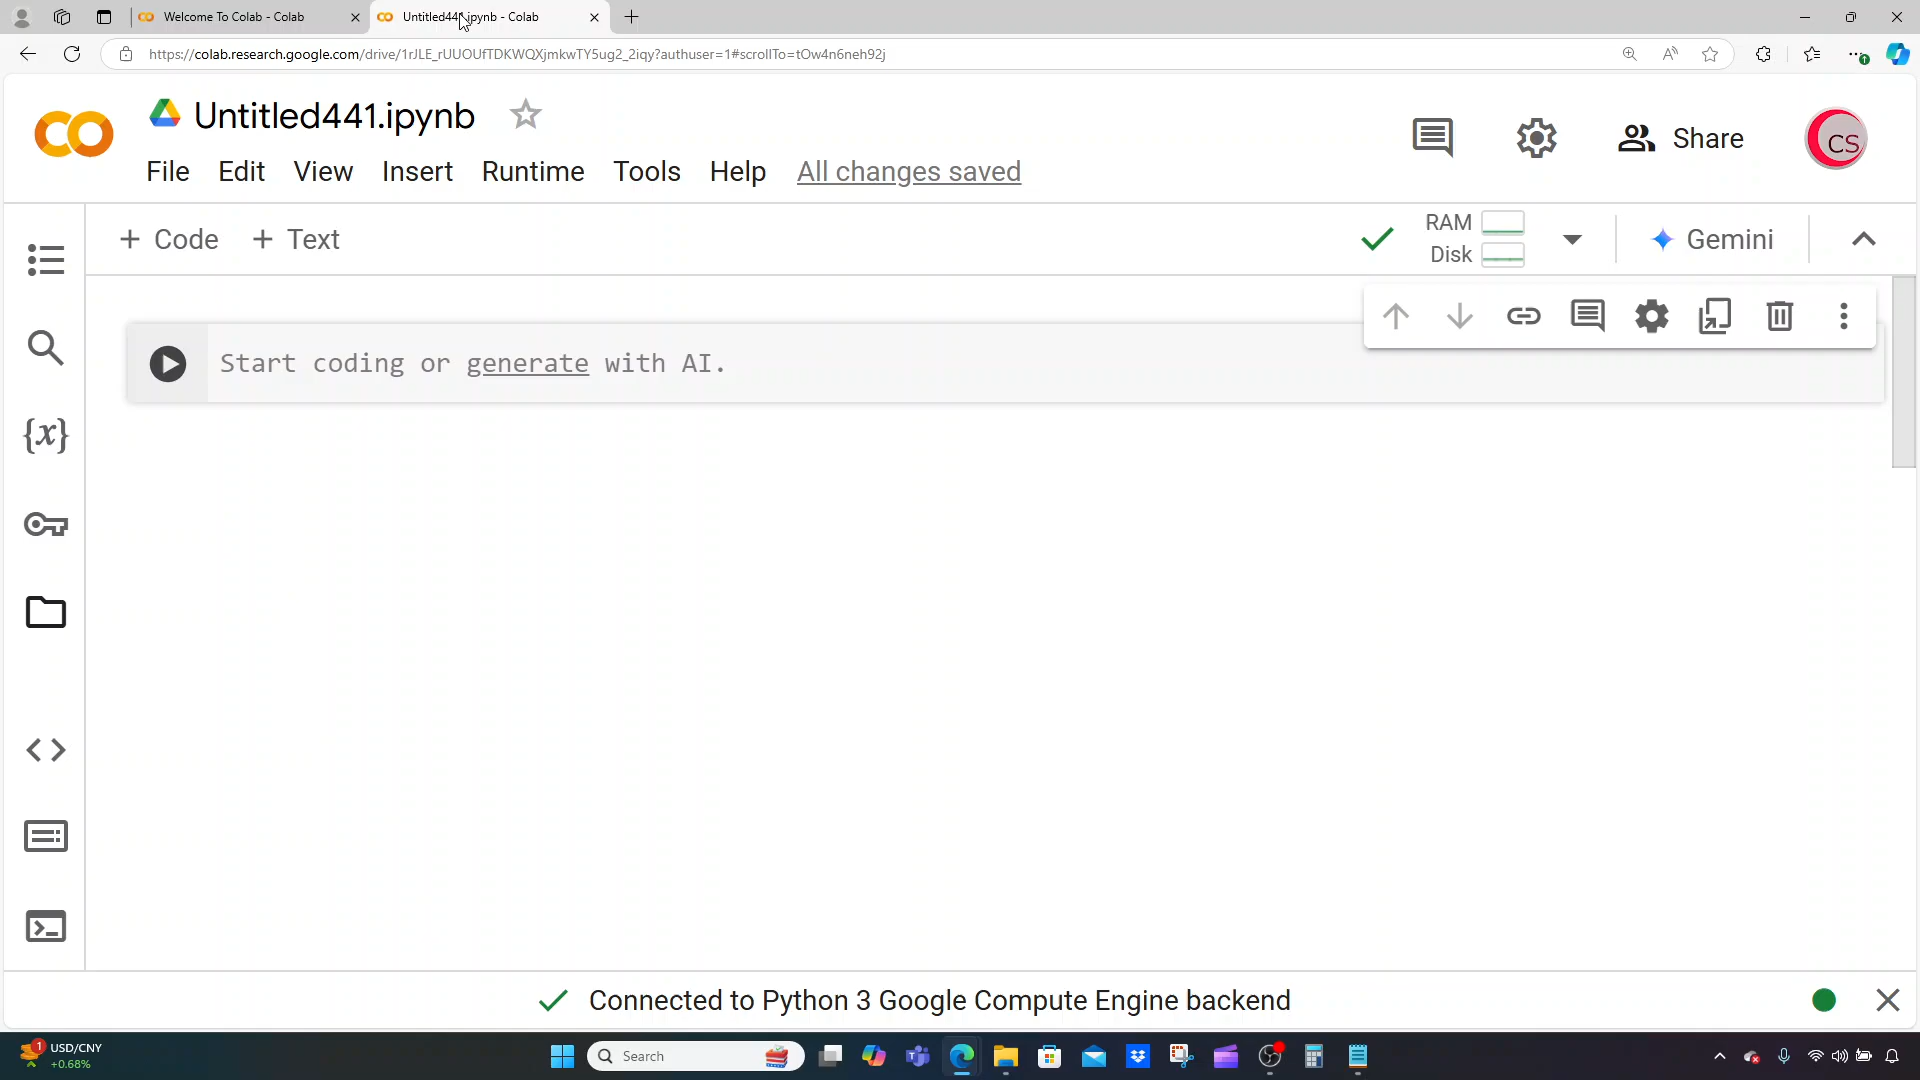 Welcome To Colab - Colab
Untitled441.ipynb - Colab
https://colab.research.google.com/drive/1rJLE_rUUOUfTDKWQXjmkwTY5ug2_2iqy?authuser=1#scrollTo=tOw4n6neh92j
Untitled441.ipynb
File Edit View Insert Runtime Tools Help All changes saved
Share
CS
+ Code + Text
RAM
Disk
Gemini
Start coding or generate with AI.
{x}
Connected to Python 3 Google Compute Engine backend
1
USD/CNY
+0.68%
Search